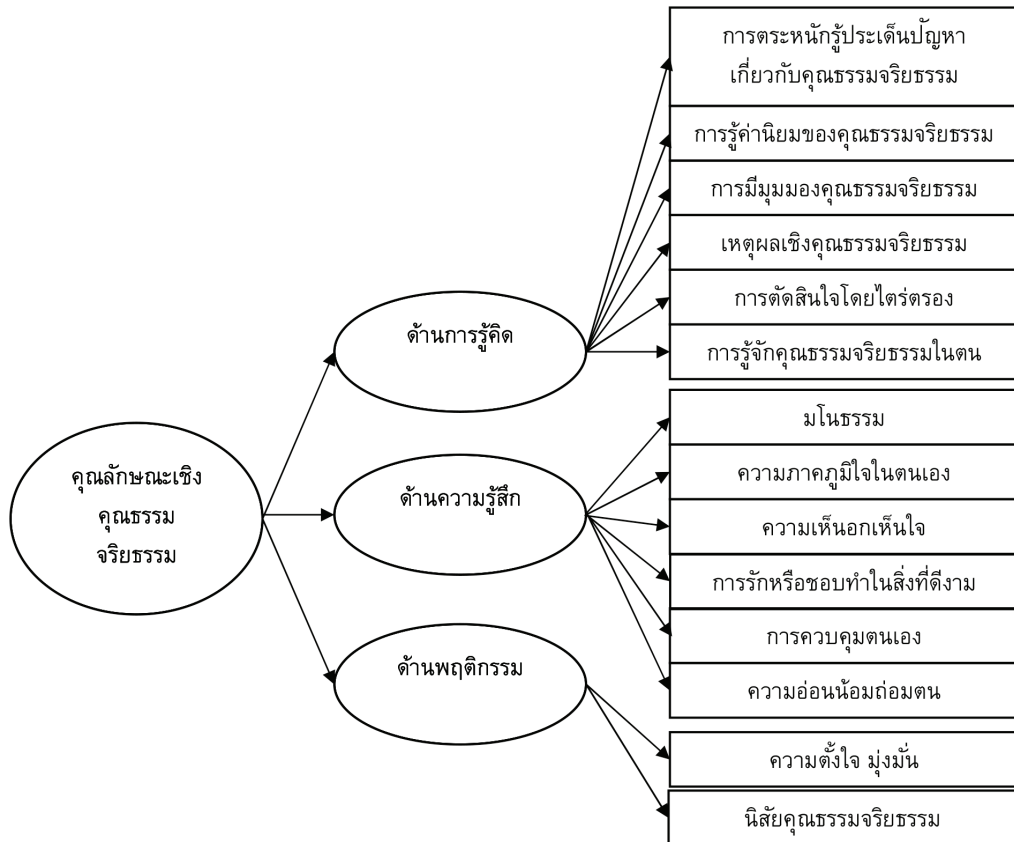 การตระหนักรู้ประเด็นปัญหา
เกี่ยวกับคุณธรรมจริยธรรม
การรู้ค่านิยมของคุณธรรมจริยธรรม
การมีมุมมองคุณธรรมจริยธรรม
เหตุผลเชิงคุณธรรมจริยธรรม
การตัดสินใจโดยไตร่ตรอง
การรู้จักคุณธรรมจริยธรรมในตน
ด้านการรู้คิด
มโนธรรม
ความภาคภูมิใจในตนเอง
ความเห็นอกเห็นใจ
การรักหรือชอบทำในสิ่งที่ดีงาม
การควบคุมตนเอง
ความอ่อนน้อมถ่อมตน
คุณลักษณะเชิง
คุณธรรม
จริยธรรม
ด้านความรู้สึก
ด้านพฤติกรรม
ความตั้งใจ มุ่งมั่น
นิสัยคุณธรรมจริยธรรม